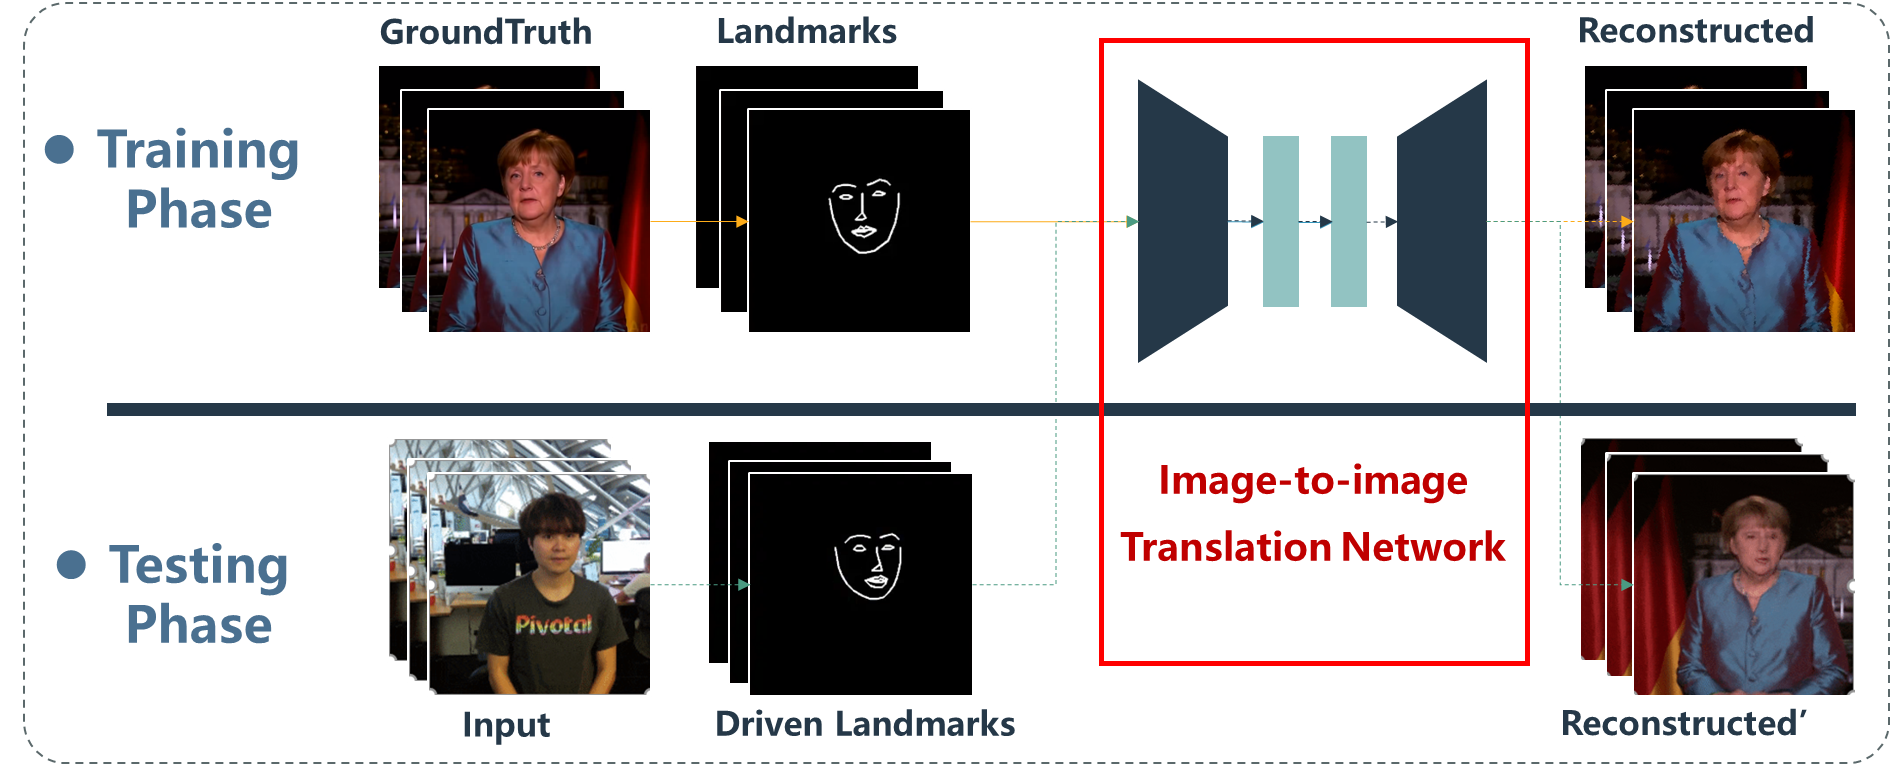 GroundTruth
Landmarks
Reconstructed
Training
Phase
Image-to-image
Translation Network
Testing
Phase
Pivotal
Input
Driven Landmarks
Reconstructed’